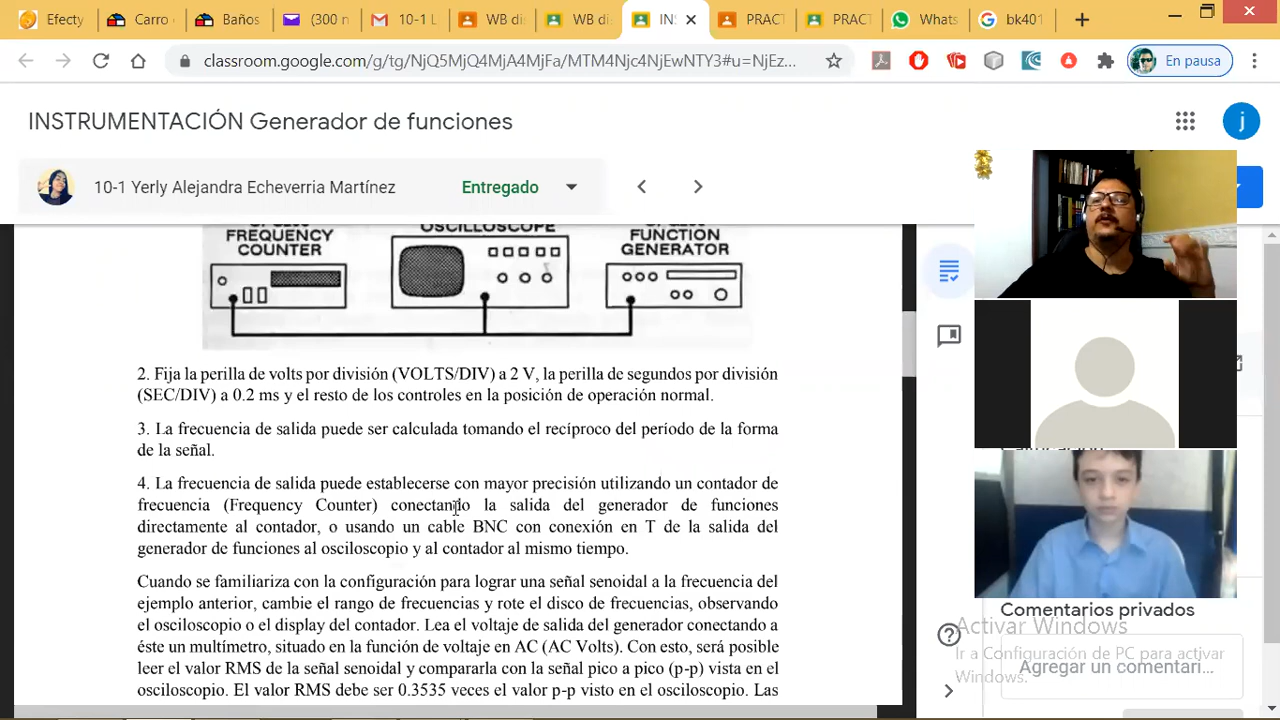 Efecty
Carro
Baños
(300 n
10-1 L
WB di
WB di
IN
PRACT
PRACT
Whats
bk401
classroom.google.com/g/tg/NjQ5MjQ4MjA4MjFa/MTM4Njc4NjEwNTY3#u=NjEz...
En pausa
INSTRUMENTACIÓN Generador de funciones
j
10-1 Yerly Alejandra Echeverria Martínez
Entregado
FREQUENCY
COUNTER
OSCILLOSCOPE
FUNCTION
GENERATOR
2. Fija la perilla de volts por división (VOLTS/DIV) a 2 V, la perilla de segundos por división
(SEC/DIV) a 0.2 ms y el resto de los controles en la posición de operación normal.
3. La frecuencia de salida puede ser calculada tomando el recíproco del periodo de la forma
de la señal.
4. La frecuencia de salida puede establecerse con mayor precisión utilizando un contador de
frecuencia (Frequency Counter) conectando la salida del generador de funciones
directamente al contador, o usando un cable BNC con conexión en T de la salida del
generador de funciones al osciloscopio y al contador al mismo tiempo.
Cuando se familiariza con la configuración para lograr una señal senoidal a la frecuencia del
ejemplo anterior, cambie el rango de frecuencias y rote el disco de frecuencias, observando
el osciloscopio o el display del contador. Lea el voltaje de salida del generador conectando a
éste un multímetro, situado en la función de voltaje en AC (AC Volts). Con esto, será posible
leer el valor RMS de la señal senoidal y compararla con la señal pico a pico (p-p) vista en el
osciloscopio. El valor RMS debe ser 0.3535 veces el valor p-p visto en el osciloscopio. Las
Comentarios privados
Activar Windows
Ir a Configuración de PC para activar
Windows.
Agregar un comentari...